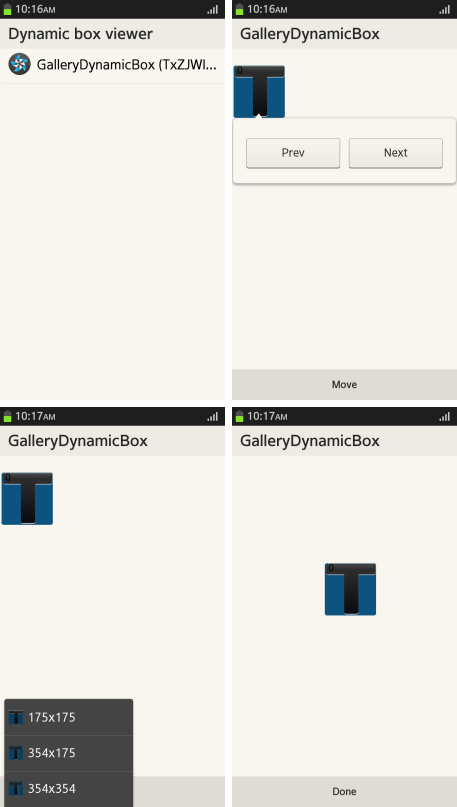 10:16AM
Dynamic box viewer
GalleryDynamicBox (TxZJWI...
10:16AM
GalleryDynamicBox
0
T
Prev
Next
Move
10:17AM
GalleryDynamicBox
0
T
175x175
354x175
354x354
10:17AM
GalleryDynamicBox
0
T
Done